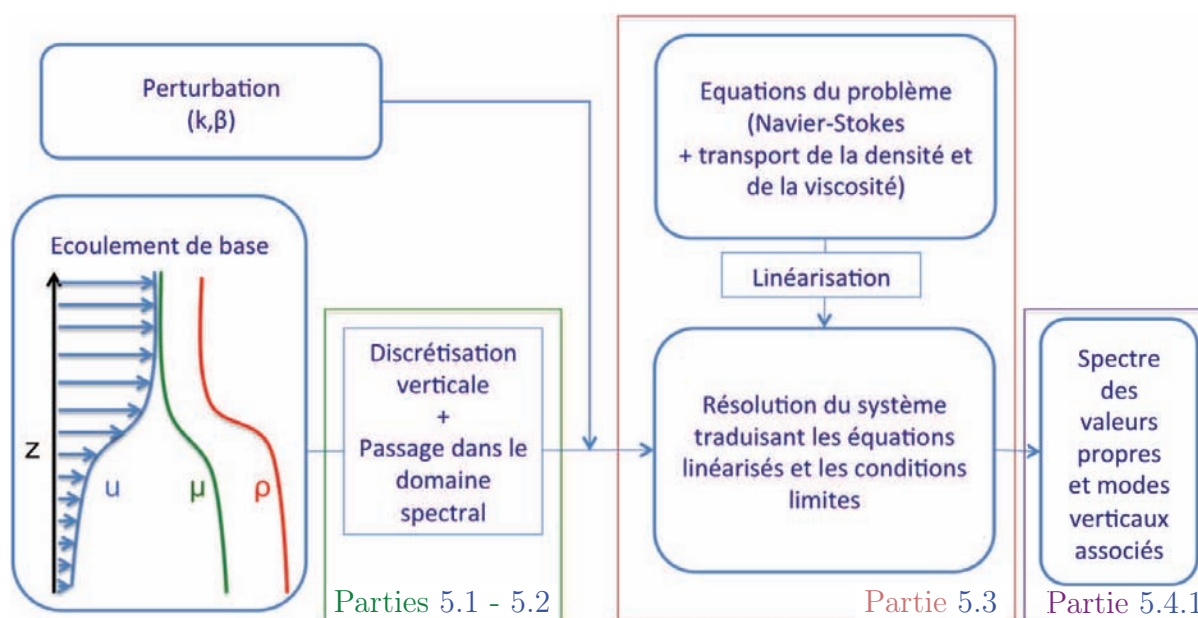 Perturbation
(k,β)
Ecoulement de base
z
u
μ
ρ
Discrétisation
verticale
+
Passage dans le
domaine
spectral
Parties 5.1 - 5.2
Equations du problème
(Navier-Stokes
+ transport de la densité et
de la viscosité)
Linéarisation
Résolution du système
traduisant les équations
linéarisés et les conditions
limites
Partie 5.3
Spectre
des
valeurs
propres
et modes
verticaux
associés
Partie 5.4.1